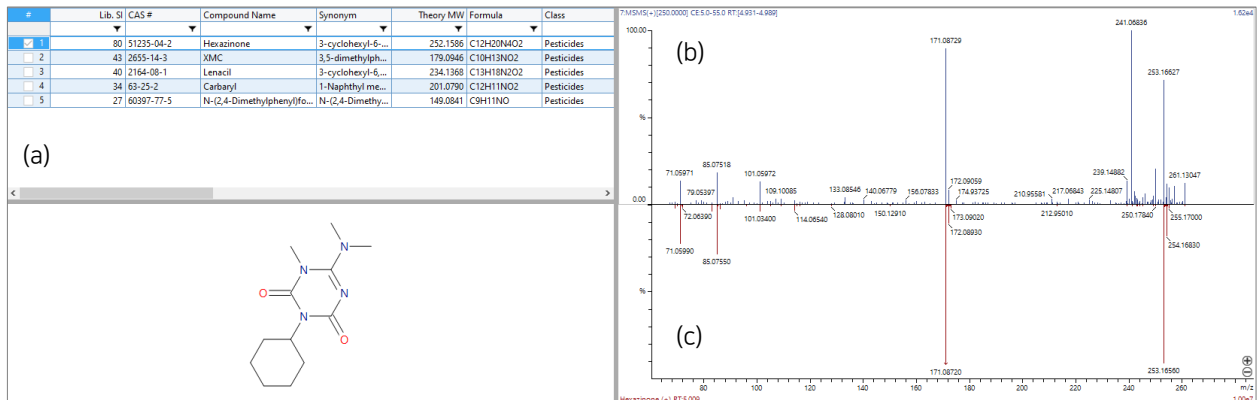 # Lib. SI CAS # Compound Name Synonym Theory MW Formula Class
1 80 51235-04-2 Hexazinone 3-cyclohexyl-6-... 252.1586 C12H20N4O2 Pesticides
2 43 2655-14-3 XMC 3,5-dimethylph... 179.0946 C10H13NO2 Pesticides
3 40 2164-08-1 Lenacil 3-cyclohexyl-6,... 234.1368 C13H18N2O2 Pesticides
4 34 63-25-2 Carbaryl 1-Naphthyl me... 201.0790 C12H11NO2 Pesticides
5 27 60397-77-5 N-(2,4-Dimethylphenyl)fo... N-(2,4-Dimethy... 149.0841 C9H11NO Pesticides
(a)
N
N
N
O
N
O
7:MSMS(+)[250.0000] CE:5.0-55.0 RT:[4.931-4.989] 1.62e4
100.00
241.06836
(b)
171.08729
253.16627
%
85.07518
71.05971
101.05972
239.14882
261.13047
79.05397
109.10085
133.08546
140.06779
156.07833
172.09059
174.93725
210.95581
217.06843
225.14807
0.00
72.06390
101.03400
114.06540
128.08010
150.12910
173.09020
172.08930
212.95010
250.17840
255.17000
254.16830
71.05990
85.07550
%
(c)
171.08720
253.16560
80 100 120 140 160 180 200 220 240 260 m/z
Hexazinone (+) RT:5.009 1.00e7